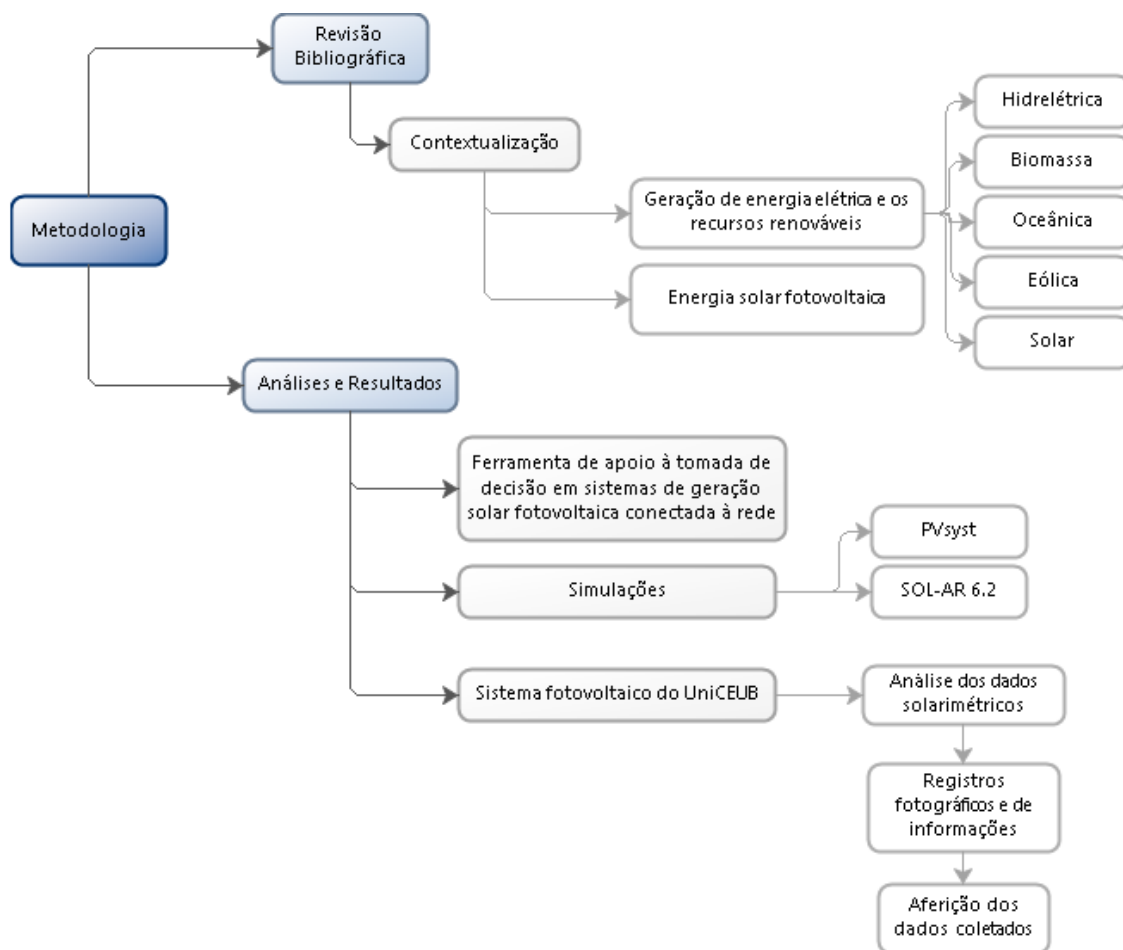 Revisão
Bibliográfica
Hidrelétrica
Contextualização
Biomassa
Geração de energia elétrica e os
recursos renováveis
Metodologia
Oceânica
Eólica
Energia solar fotovoltaica
Solar
Análises e Resultados
Ferramenta de apoio à tomada de
decisão em sistemas de geração
solar fotovoltaica conectada à rede
PVsyst
Simulações
SOL-AR 6.2
Sistema fotovoltaico do UniCEUB
Análise dos dados
solarimétricos
Registros
fotográficos e de
informações
Aferição dos
dados coletados